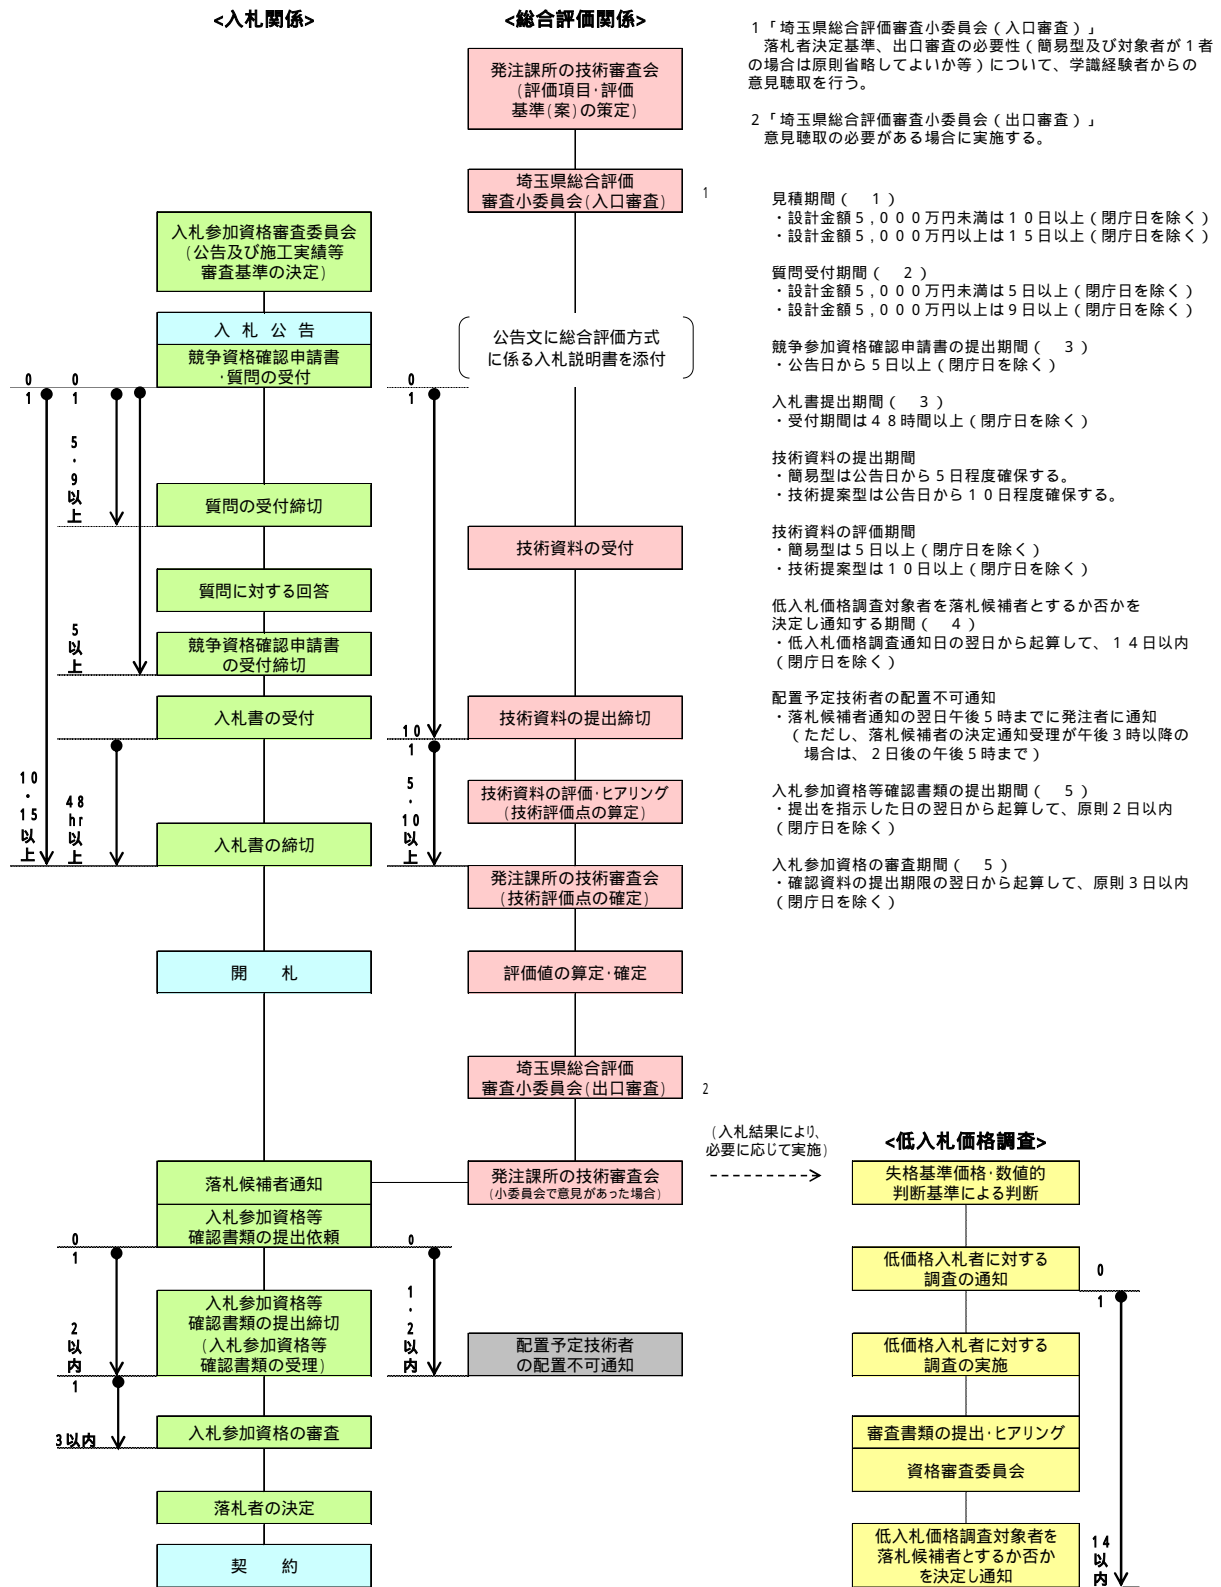 <入札関係>
入札参加資格審査委員会
(公告及び施工実績等
審査基準の決定)
入 札 公 告
競争資格確認申請書
・質問の受付
0
1
0
1
5
・
9
以
上
質問の受付締切
質問に対する回答
5
以
上
競争資格確認申請書
の受付締切
入札書の受付
10
・
15
以
上
48
hr
以
上
入札書の締切
開　札
落札候補者通知
入札参加資格等
確認書類の提出依頼
0
1
2
以
内
入札参加資格等
確認書類の提出締切
(入札参加資格等
確認書類の受理)
1
3以内
入札参加資格の審査
落札者の決定
契　約
<総合評価関係>
発注課所の技術審査会
(評価項目・評価
基準(案)の策定)
埼玉県総合評価
審査小委員会(入口審査)
1
公告文に総合評価方式
に係る入札説明書を添付
0
1
技術資料の受付
技術資料の提出締切
10
1
5
・
10
以
上
技術資料の評価・ヒアリング
(技術評価点の算定)
発注課所の技術審査会
(技術評価点の確定)
評価値の算定・確定
埼玉県総合評価
審査小委員会(出口審査)
2
発注課所の技術審査会
(小委員会で意見があった場合)
0
1
・
2
以
内
配置予定技術者
の配置不可通知
1「埼玉県総合評価審査小委員会(入口審査)」
落札者決定基準、出口審査の必要性(簡易型及び対象者が1者
の場合は原則省略してよいか等)について、学識経験者からの
意見聴取を行う。
2「埼玉県総合評価審査小委員会(出口審査)」
意見聴取の必要がある場合に実施する。
見積期間(　1)
・設計金額5,000万円未満は10日以上(閉庁日を除く)
・設計金額5,000万円以上は15日以上(閉庁日を除く)
質問受付期間(　2)
・設計金額5,000万円未満は5日以上(閉庁日を除く)
・設計金額5,000万円以上は9日以上(閉庁日を除く)
競争参加資格確認申請書の提出期間(　3)
・公告日から5日以上(閉庁日を除く)
入札書提出期間(　3)
・受付期間は48時間以上(閉庁日を除く)
技術資料の提出期間
・簡易型は公告日から5日程度確保する。
・技術提案型は公告日から10日程度確保する。
技術資料の評価期間
・簡易型は5日以上(閉庁日を除く)
・技術提案型は10日以上(閉庁日を除く)
低入札価格調査対象者を落札候補者とするか否かを
決定し通知する期間(　4)
・低入札価格調査通知日の翌日から起算して、14日以内
(閉庁日を除く)
配置予定技術者の配置不可通知
・落札候補者通知の翌日午後5時までに発注者に通知
(ただし、落札候補者の決定通知受理が午後3時以降の
場合は、2日後の午後5時まで)
入札参加資格等確認書類の提出期間(　5)
・提出を指示した日の翌日から起算して、原則2日以内
(閉庁日を除く)
入札参加資格の審査期間(　5)
・確認資料の提出期限の翌日から起算して、原則3日以内
(閉庁日を除く)
(入札結果により、
必要に応じて実施)
<低入札価格調査>
失格基準価格・数値的
判断基準による判断
低価格入札者に対する
調査の通知
0
1
低価格入札者に対する
調査の実施
審査書類の提出・ヒアリング
資格審査委員会
低入札価格調査対象者を
落札候補者とするか否か
を決定し通知
14
以
内